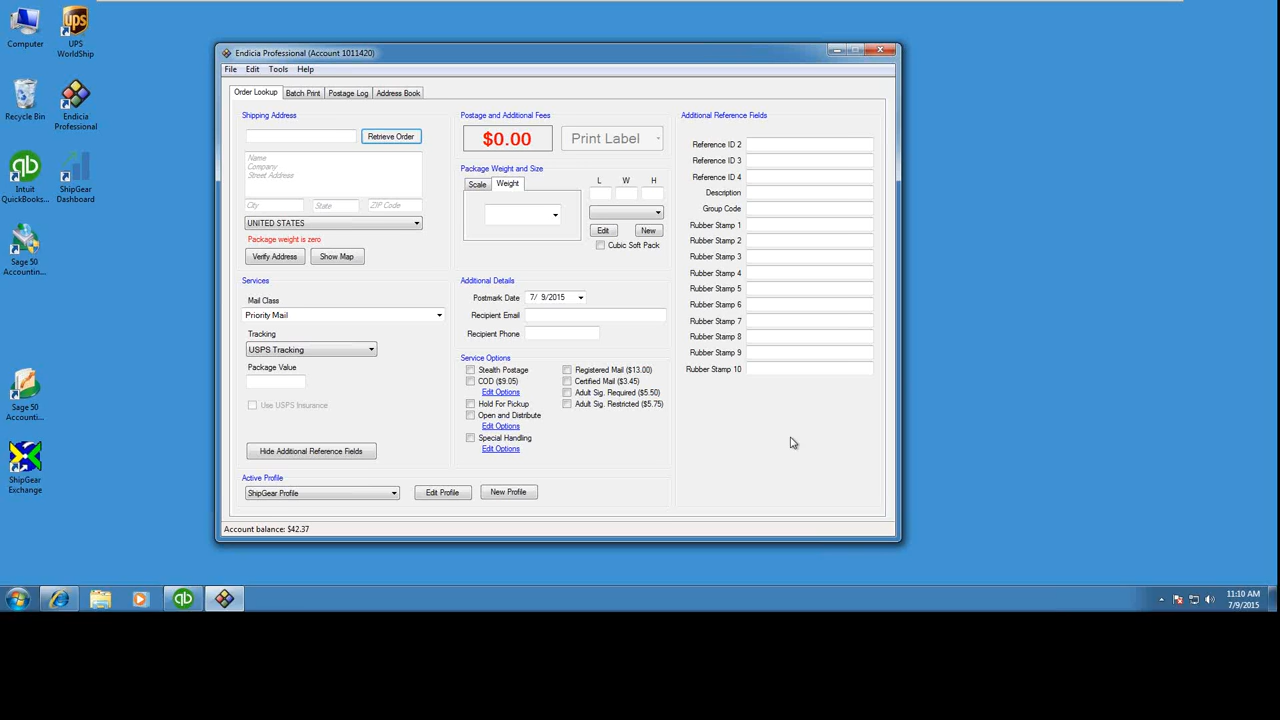 Computer
UPS
WorldShip
Recycle Bin
Endicia
Professional
Intuit
QuickBooks...
ShipGear
Dashboard
Sage 50
Accountin...
Sage 50
Accountin...
ShipGear
Exchange
Endicia Professional (Account 1011420)
File Edit Tools Help
Order Lookup Batch Print Postage Log Address Book
Shipping Address
Retrieve Order
Name
Company
Street Address
City State ZIP Code
UNITED STATES
Package weight is zero
Verify Address Show Map
Services
Mail Class
Priority Mail
Tracking
USPS Tracking
Package Value
Use USPS Insurance
Hide Additional Reference Fields
Active Profile
ShipGear Profile Edit Profile New Profile
Postage and Additional Fees
$0.00 Print Label
Package Weight and Size
Scale Weight
L W H
Edit New
Cubic Soft Pack
Additional Details
Postmark Date 7/ 9/2015
Recipient Email
Recipient Phone
Service Options
Stealth Postage Registered Mail ($13.00)
COD ($9.05) Certified Mail ($3.45)
Edit Options Adult Sig. Required ($5.50)
Hold For Pickup Adult Sig. Restricted ($5.75)
Open and Distribute
Edit Options
Special Handling
Edit Options
Additional Reference Fields
Reference ID 2
Reference ID 3
Reference ID 4
Description
Group Code
Rubber Stamp 1
Rubber Stamp 2
Rubber Stamp 3
Rubber Stamp 4
Rubber Stamp 5
Rubber Stamp 6
Rubber Stamp 7
Rubber Stamp 8
Rubber Stamp 9
Rubber Stamp 10
Account balance: $42.37
11:10 AM
7/9/2015